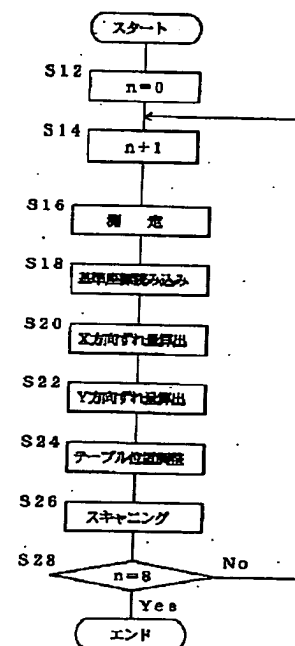 スタート
S12
n=0
S14
n+1
S16
測 定
S18
基準座標読み込み
S20
X方向ずれ量算出
S22
Y方向ずれ量算出
S24
テーブル位置調整
S26
スキャニング
S28
n=8
No
Yes
エンド